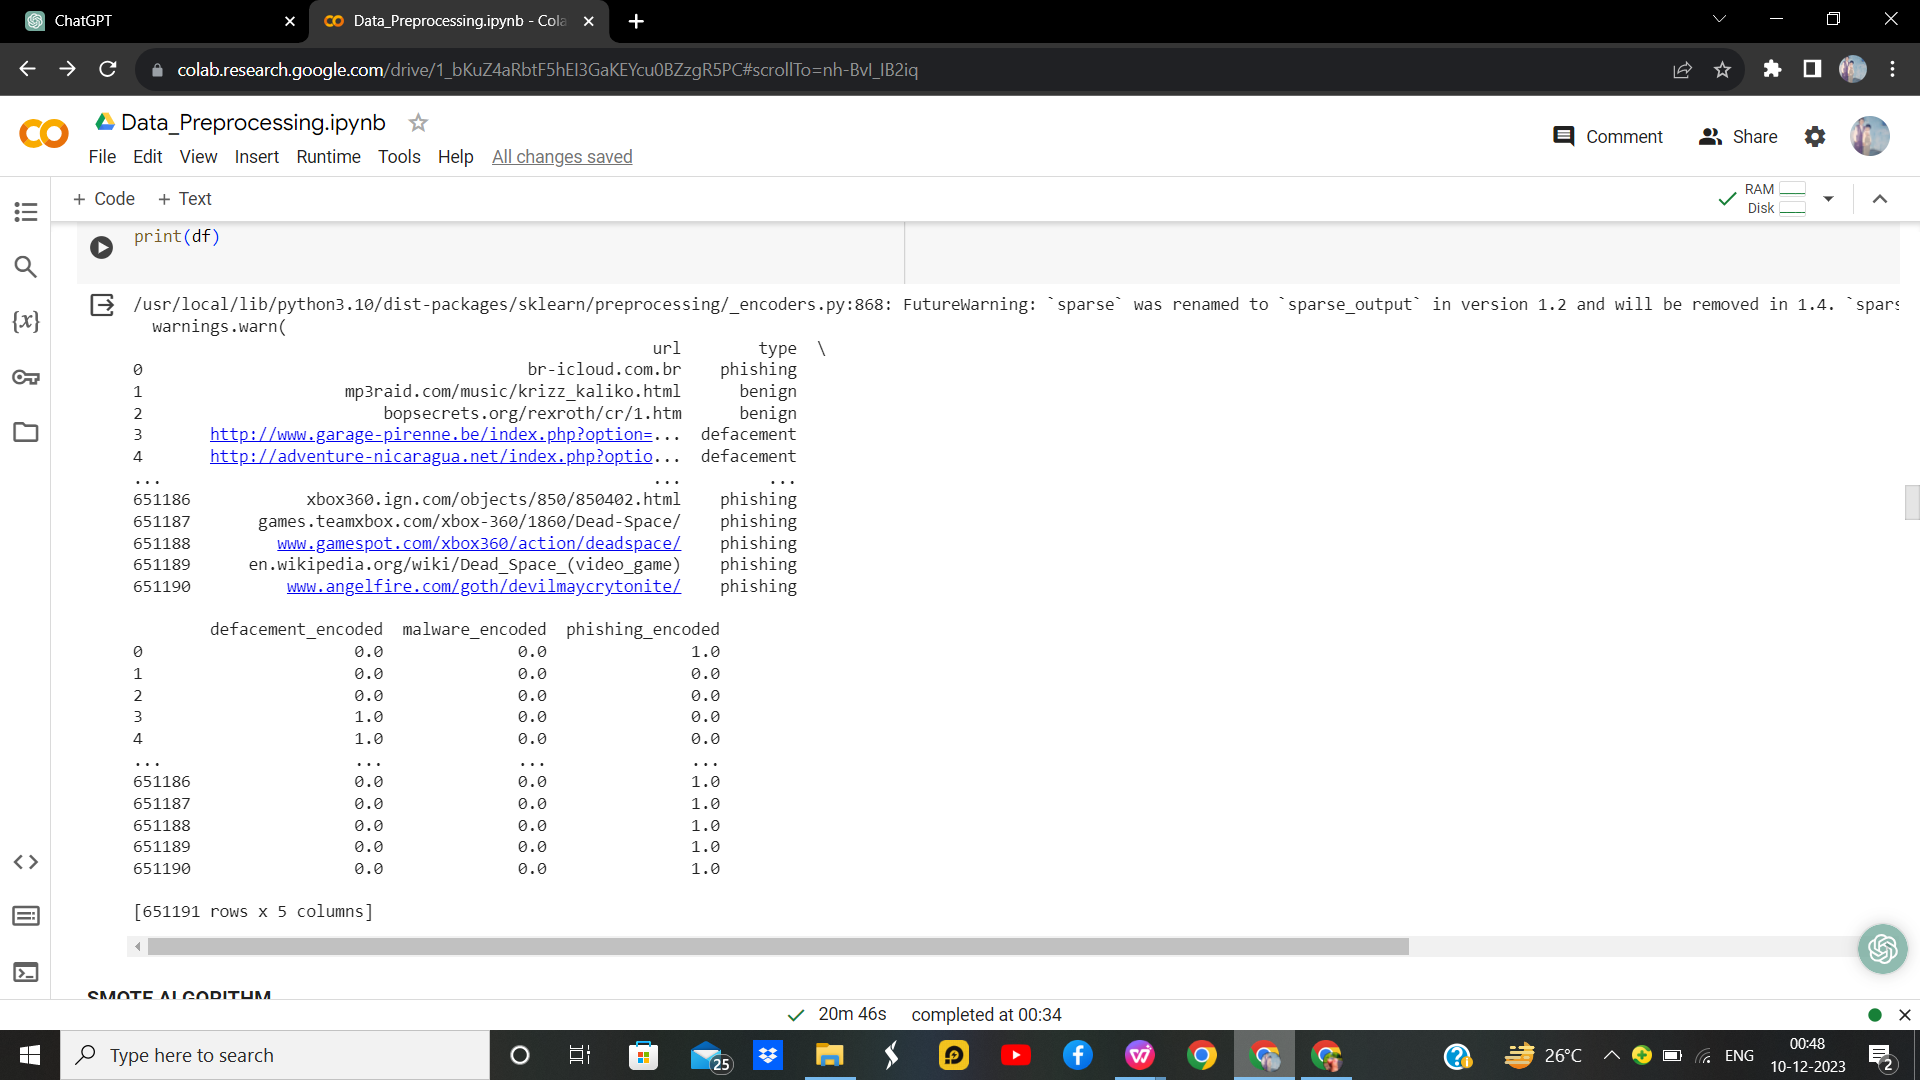 ChatGPT
Data_Preprocessing.ipynb - Cola
colab.research.google.com/drive/1_bKuZ4aRbtF5hEI3GaKEYcu0BZzgR5PC#scrollTo=nh-BvI_IB2iq
Data_Preprocessing.ipynb
Comment Share
File Edit View Insert Runtime Tools Help All changes saved
+ Code + Text
RAM
Disk
print(df)
/usr/local/lib/python3.10/dist-packages/sklearn/preprocessing/_encoders.py:868: FutureWarning: `sparse` was renamed to `sparse_output` in version 1.2 and will be removed in 1.4. `spars
warnings.warn(
url type \
0 br-icloud.com.br phishing
1 mp3raid.com/music/krizz_kaliko.html benign
2 bopsecrets.org/rexroth/cr/1.htm benign
3 http://www.garage-pirenne.be/index.php?option=... defacement
4 http://adventure-nicaragua.net/index.php?optio... defacement
... ... ...
651186 xbox360.ign.com/objects/850/850402.html phishing
651187 games.teamxbox.com/xbox-360/1860/Dead-Space/ phishing
651188 www.gamespot.com/xbox360/action/deadspace/ phishing
651189 en.wikipedia.org/wiki/Dead_Space_(video_game) phishing
651190 www.angelfire.com/goth/devilmaycrytonite/ phishing
defacement_encoded malware_encoded phishing_encoded
0 0.0 0.0 1.0
1 0.0 0.0 0.0
2 0.0 0.0 0.0
3 1.0 0.0 0.0
4 1.0 0.0 0.0
... ... ... ...
651186 0.0 0.0 1.0
651187 0.0 0.0 1.0
651188 0.0 0.0 1.0
651189 0.0 0.0 1.0
651190 0.0 0.0 1.0
[651191 rows x 5 columns]
SMOTE ALGORITHM
20m 46s completed at 00:34
Type here to search
25
26°C
ENG
00:48
10-12-2023
2